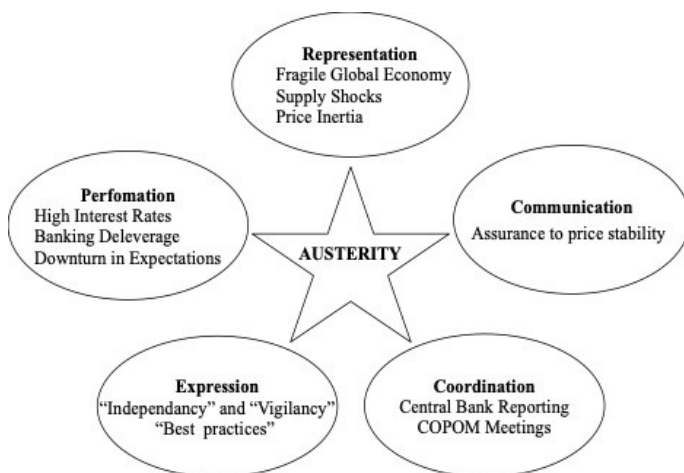 Representation
Fragile Global Economy
Supply Shocks
Price Inertia
Perfomation
High Interest Rates
Banking Deleverage
Downturn in Expectations
AUSTERITY
Communication
Assurance to price stability
Expression
“Independancy” and “Vigilancy”
“Best practices”
Coordination
Central Bank Reporting
COPOM Meetings